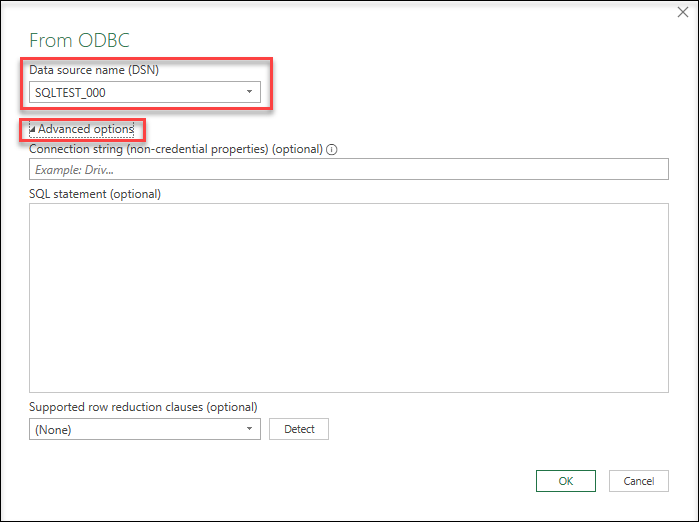 From ODBC
Data source name (DSN)
SQLTEST_000
Advanced options
Connection string (non-credential properties) (optional)
Example: Driv...
SQL statement (optional)
Supported row reduction clauses (optional)
(None)
Detect
OK
Cancel